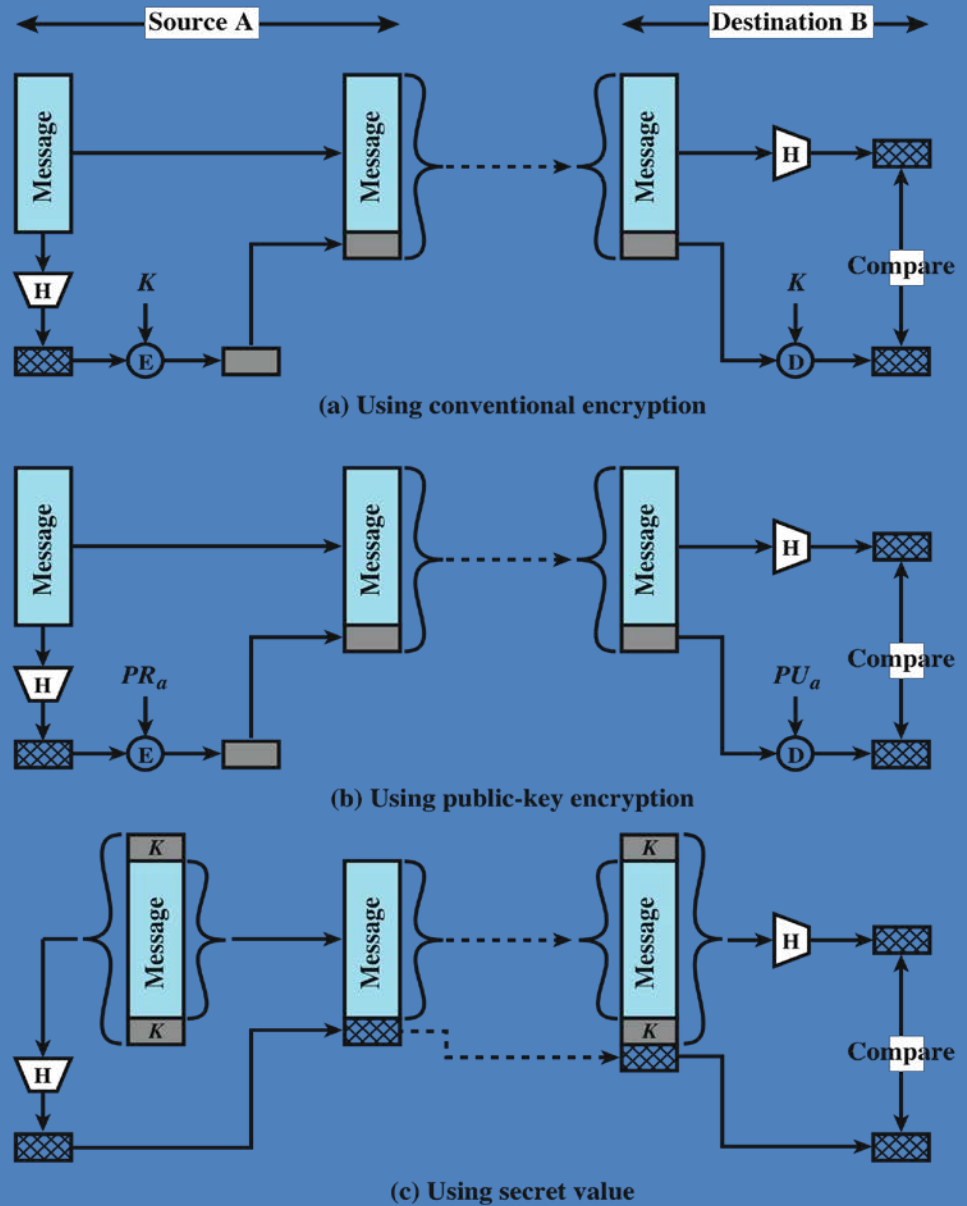 Source A
Destination B
Message
Message
Message
H
H
K
K
Compare
E
D
(a) Using conventional encryption
Message
Message
Message
H
H
Compare
PRa
PUa
E
D
(b) Using public-key encryption
K
K
Message
Message
Message
H
K
K
H
Compare
(c) Using secret value